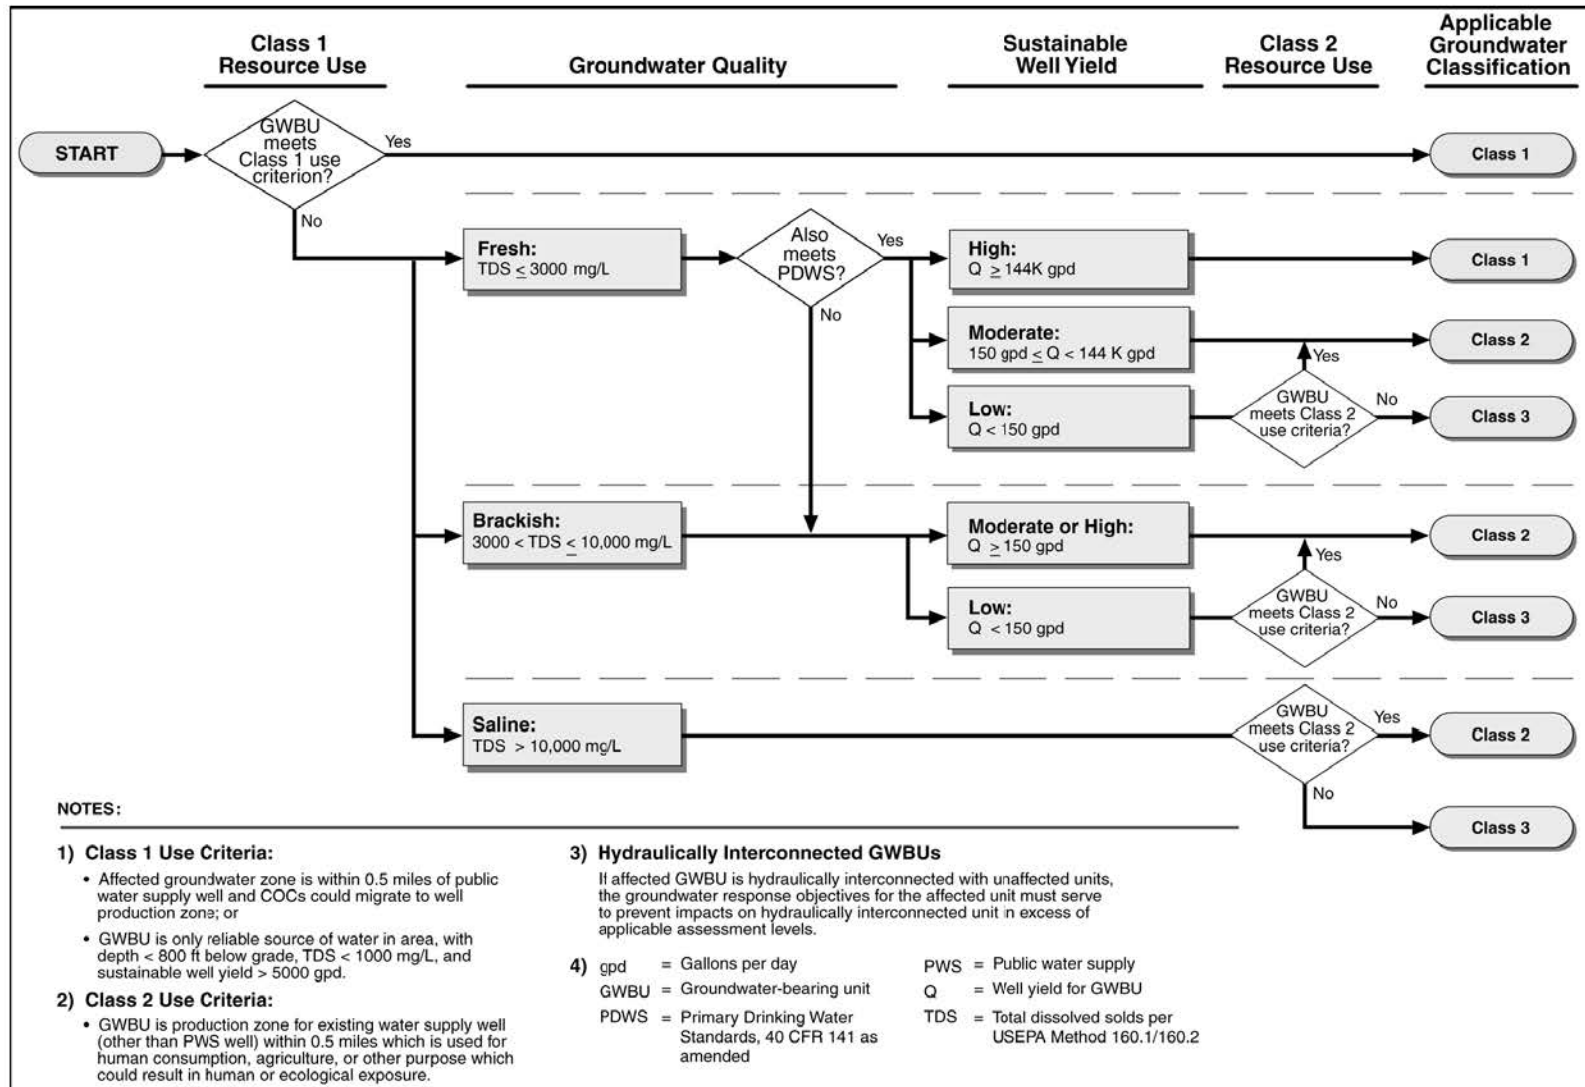 Class 1
Resource Use
Groundwater Quality
Sustainable
Well Yield
Class 2
Resource Use
Applicable
Groundwater
Classification
START
GWBU
meets
Class 1 use
criterion?
Yes
Class 1
No
Fresh:
TDS ≤ 3000 mg/L
Also
meets
PDWS?
Yes
High:
Q ≥ 144K gpd
Class 1
No
Moderate:
150 gpd ≤ Q < 144 K gpd
Class 2
Yes
Low:
Q < 150 gpd
GWBU
meets Class 2
use criteria?
No
Class 3
Brackish:
3000 < TDS ≤ 10,000 mg/L
Moderate or High:
Q ≥ 150 gpd
Class 2
Yes
Low:
Q < 150 gpd
GWBU
meets Class 2
use criteria?
No
Class 3
Saline:
TDS > 10,000 mg/L
GWBU
meets Class 2
use criteria?
Yes
Class 2
No
Class 3
NOTES:
1) Class 1 Use Criteria:
• Affected groundwater zone is within 0.5 miles of public
water supply well and COCs could migrate to well
production zone; or
• GWBU is only reliable source of water in area, with
depth < 800 ft below grade, TDS < 1000 mg/L, and
sustainable well yield > 5000 gpd.
2) Class 2 Use Criteria:
• GWBU is production zone for existing water supply well
(other than PWS well) within 0.5 miles which is used for
human consumption, agriculture, or other purpose which
could result in human or ecological exposure.
3) Hydraulically Interconnected GWBUs
If affected GWBU is hydraulically interconnected with unaffected units,
the groundwater response objectives for the affected unit must serve
to prevent impacts on hydraulically interconnected unit in excess of
applicable assessment levels.
4) gpd = Gallons per day
GWBU = Groundwater-bearing unit
PDWS = Primary Drinking Water
Standards, 40 CFR 141 as
amended
PWS = Public water supply
Q = Well yield for GWBU
TDS = Total dissolved solds per
USEPA Method 160.1/160.2